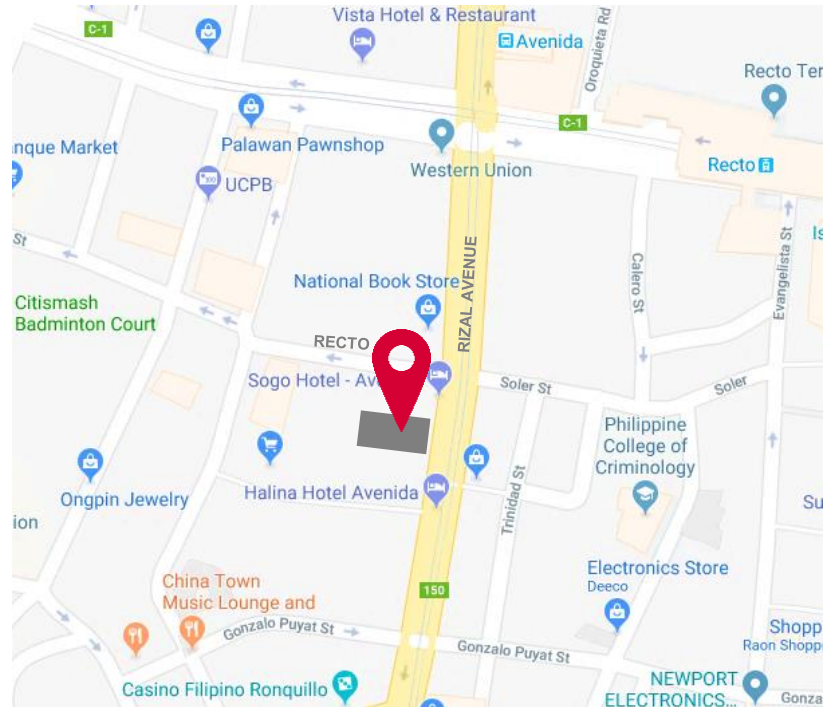 Vista Hotel & Restaurant
C-1
Avenida
Oroquieta Rd
Recto Ter
C-1
Palawan Pawnshop
anque Market
Western Union
Recto
UCPB
St
RIZAL AVENUE
Calero St
Evangelista St
Is
National Book Store
Citismash
Badminton Court
RECTO
Sogo Hotel - Av
Soler St
Soler
Philippine
College of
Criminology
Ongpin Jewelry
Halina Hotel Avenida
Trinidad St
Su
ion
Electronics Store
Deeco
China Town
Music Lounge and
150
Gonzalo Puyat St
Gonzalo Puyat St
Shopp
Raon Shopp
Casino Filipino Ronquillo
NEWPORT
ELECTRONICS...
Gonza